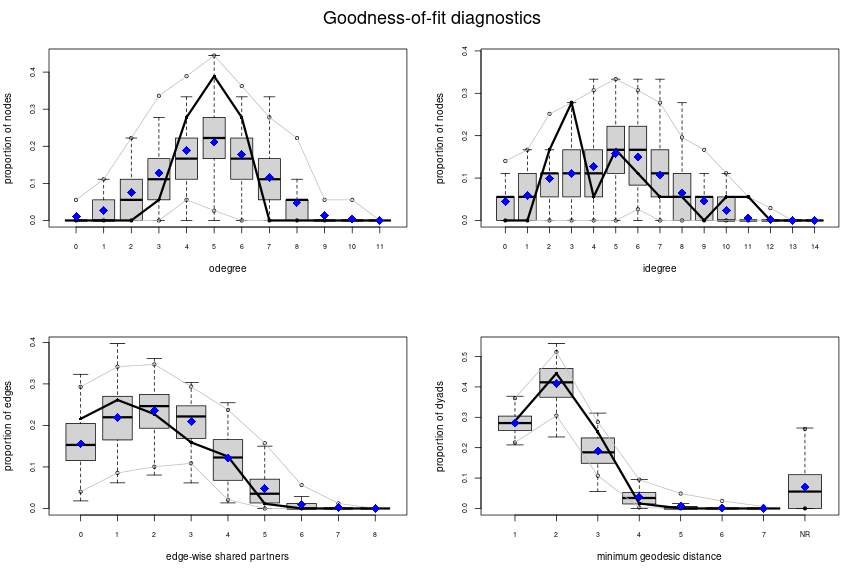 Goodness-of-fit diagnostics
proportion of nodes
0.0 0.1 0.2 0.3 0.4
0 1 2 3 4 5 6 7 8 9 10 11
odegree
proportion of nodes
0.0 0.1 0.2 0.3 0.4
0 1 2 3 4 5 6 7 8 9 10 11 12 13 14
idegree
proportion of edges
0.0 0.1 0.2 0.3 0.4
0 1 2 3 4 5 6 7 8
edge-wise shared partners
proportion of dyads
0.0 0.1 0.2 0.3 0.4 0.5
1 2 3 4 5 6 7 NR
minimum geodesic distance